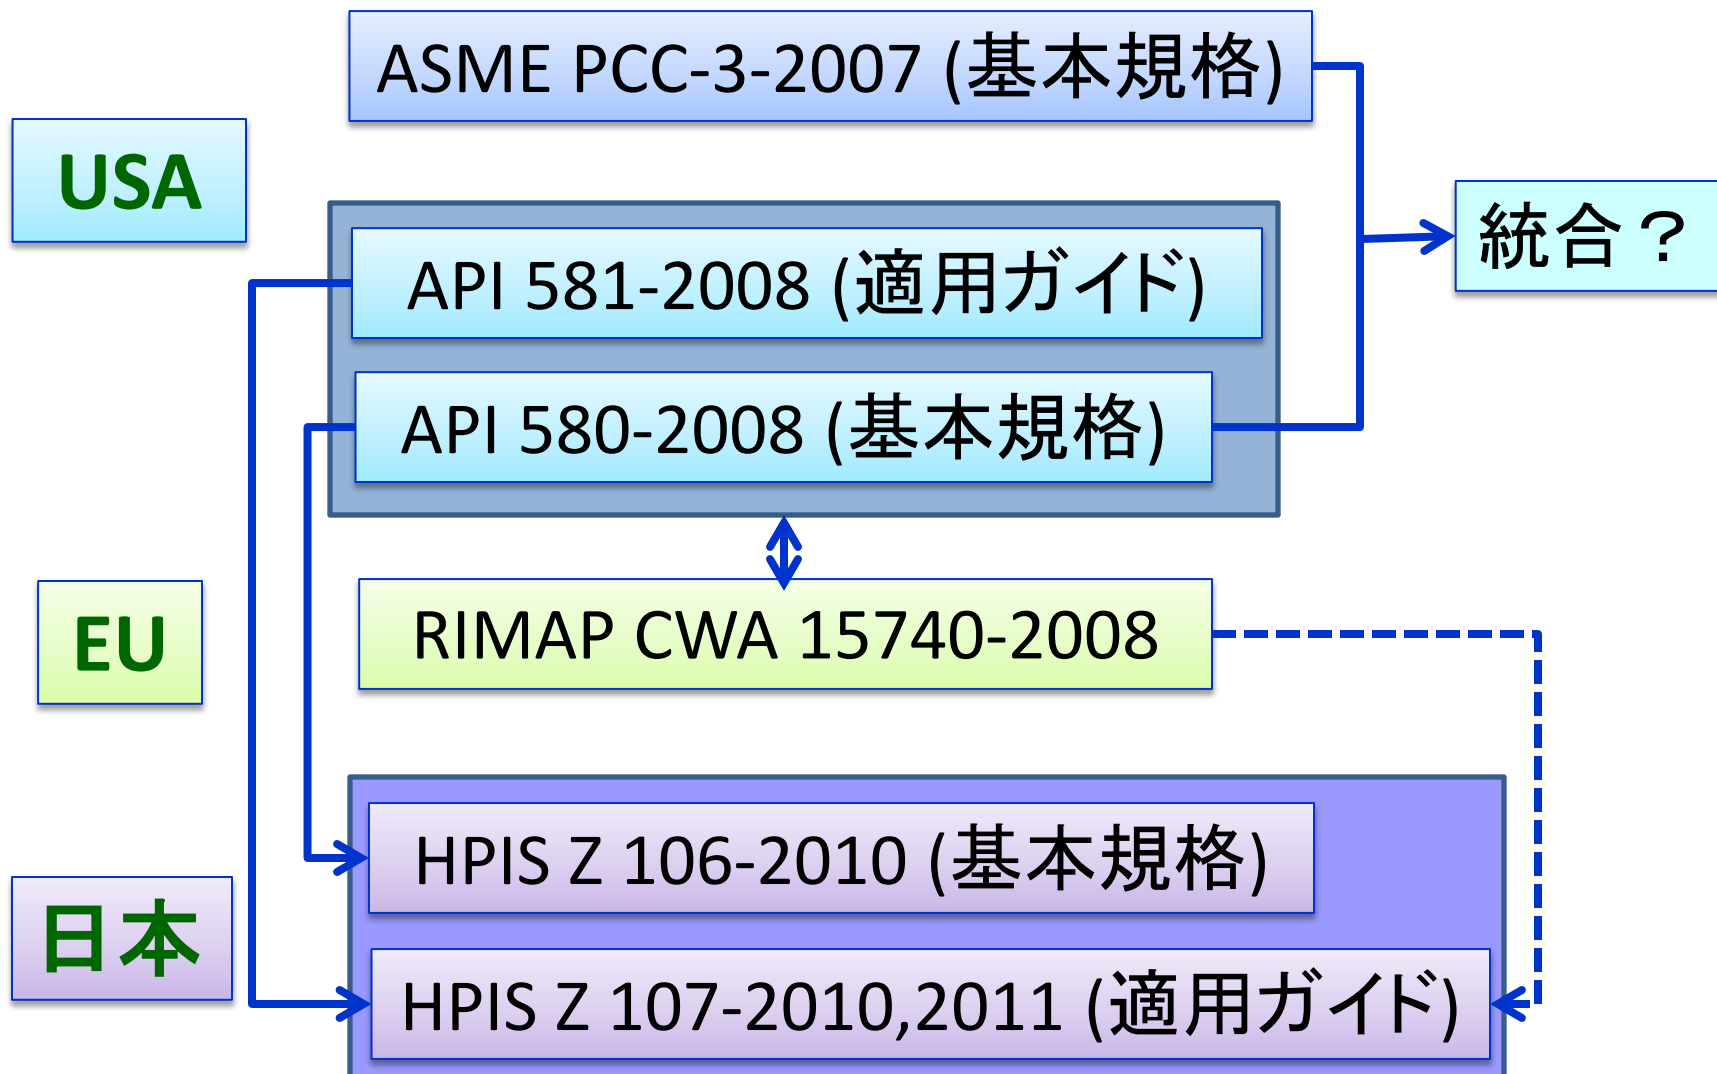 ASME PCC-3-2007 (基本規格)
USA
統合？
API 581-2008 (適用ガイド)
API 580-2008 (基本規格)
EU
RIMAP CWA 15740-2008
HPIS Z 106-2010 (基本規格)
日本
HPIS Z 107-2010,2011 (適用ガイド)